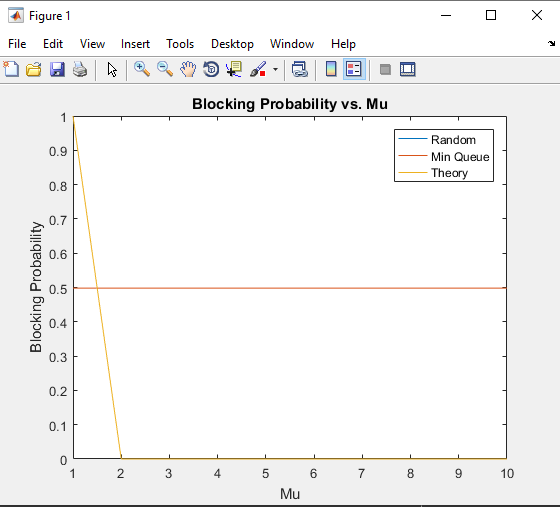 Figure 1
File Edit View Insert Tools Desktop Window Help
Blocking Probability vs. Mu
Random
Min Queue
Theory
1
0.9
0.8
0.7
0.6
0.5
0.4
0.3
0.2
0.1
0
Blocking Probability
1 2 3 4 5 6 7 8 9 10
Mu